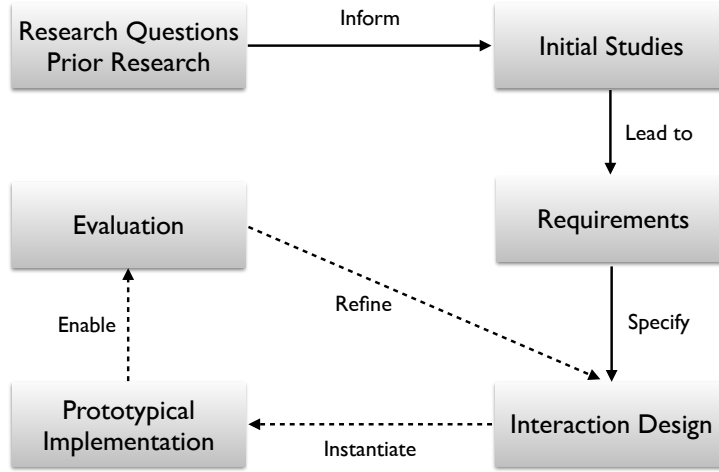 Research Questions
Prior Research
Inform
Initial Studies
Lead to
Evaluation
Requirements
Enable
Refine
Specify
Prototypical
Implementation
Instantiate
Interaction Design